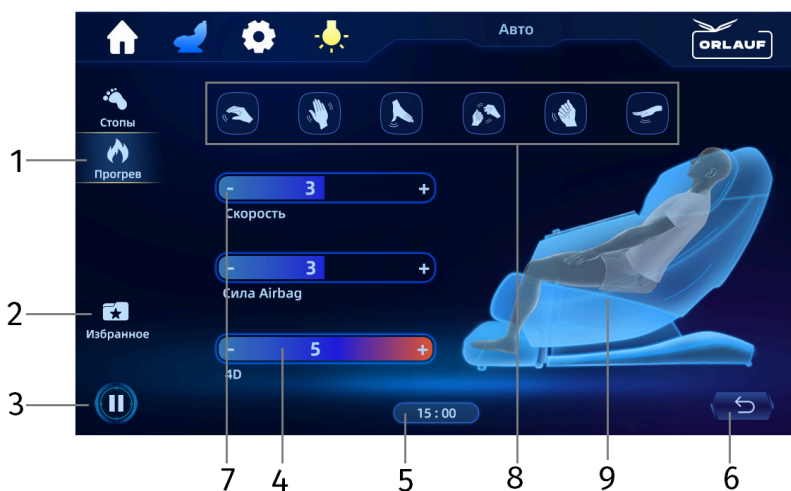 Авто
ORLAUF
Стопы
1
Прогрев
- 3 +
Скорость
- 3 +
Сила Airbag
2
Избранное
- 5 +
4D
3
15 : 00
7 4 5 8 9 6